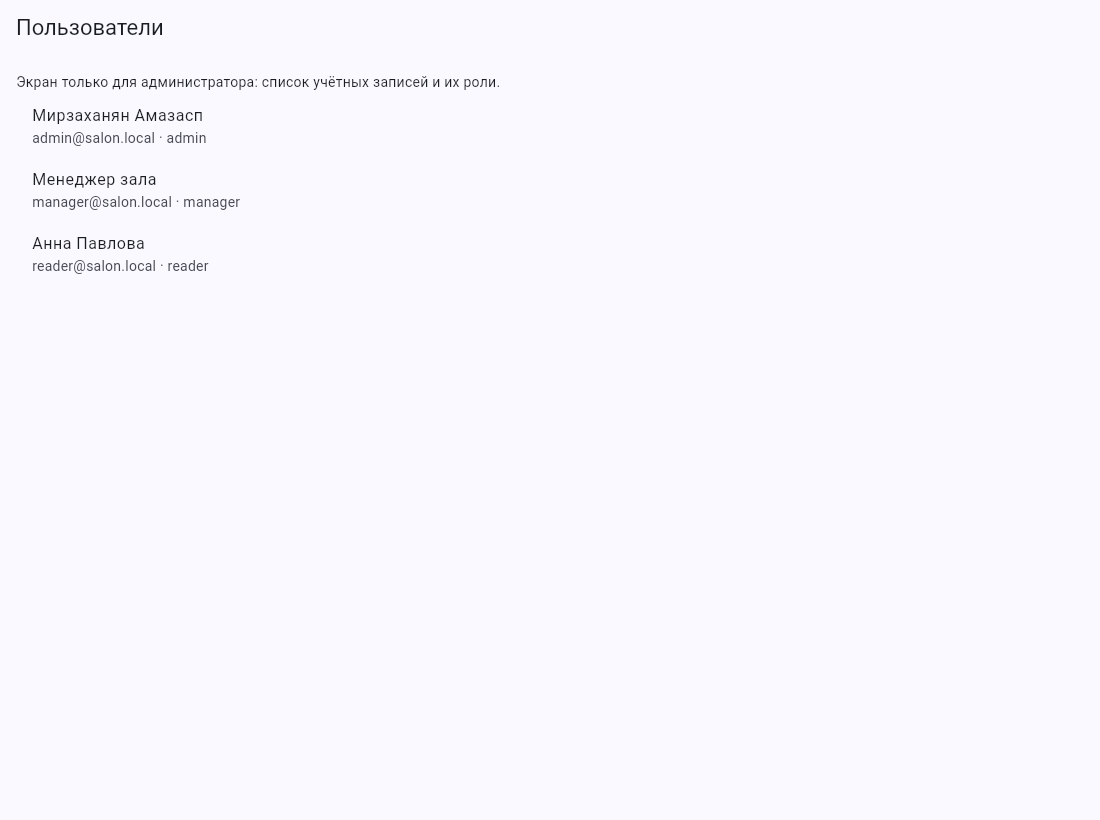 Пользователи
Экран только для администратора: список учётных записей и их роли.
Мирзаханян Амазасп
admin@salon.local · admin
Менеджер зала
manager@salon.local · manager
Анна Павлова
reader@salon.local · reader